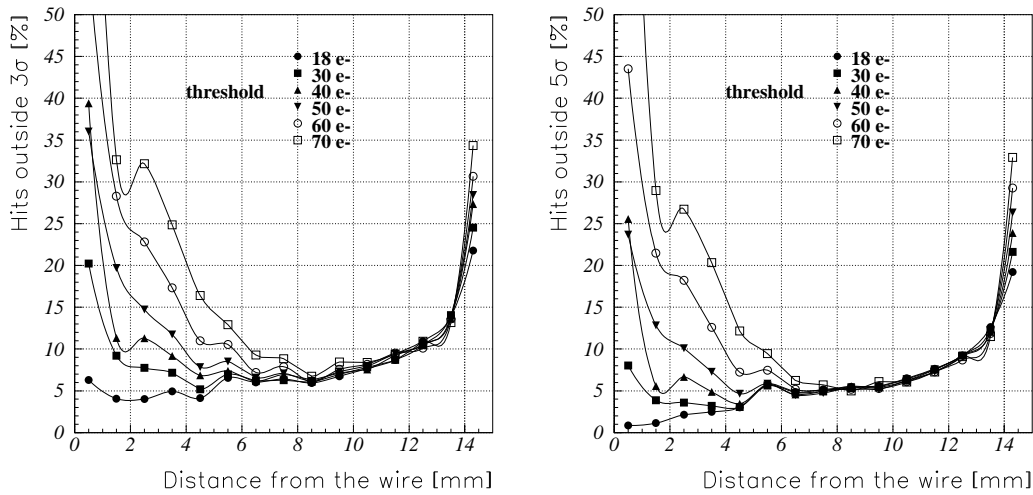 Hits outside 3σ [%]
50
45
40
35
30
25
20
15
10
5
0
0
2
4
6
8
10
12
14
Distance from the wire [mm]
threshold
18 e-
30 e-
40 e-
50 e-
60 e-
70 e-
Hits outside 5σ [%]
50
45
40
35
30
25
20
15
10
5
0
0
2
4
6
8
10
12
14
Distance from the wire [mm]
threshold
18 e-
30 e-
40 e-
50 e-
60 e-
70 e-